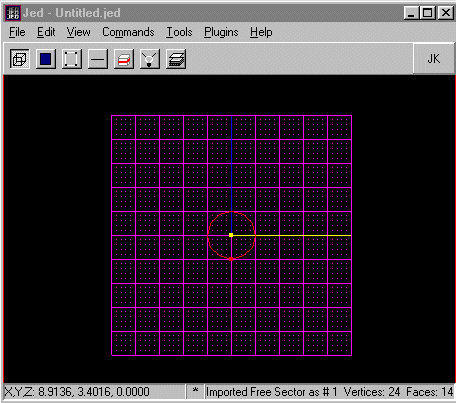 Jed - Untitled.jed
File Edit View Commands Tools Plugins Help
JK
X,Y,Z: 8.9136, 3.4016, 0.0000 * Imported Free Sector as # 1 Vertices: 24 Faces: 14